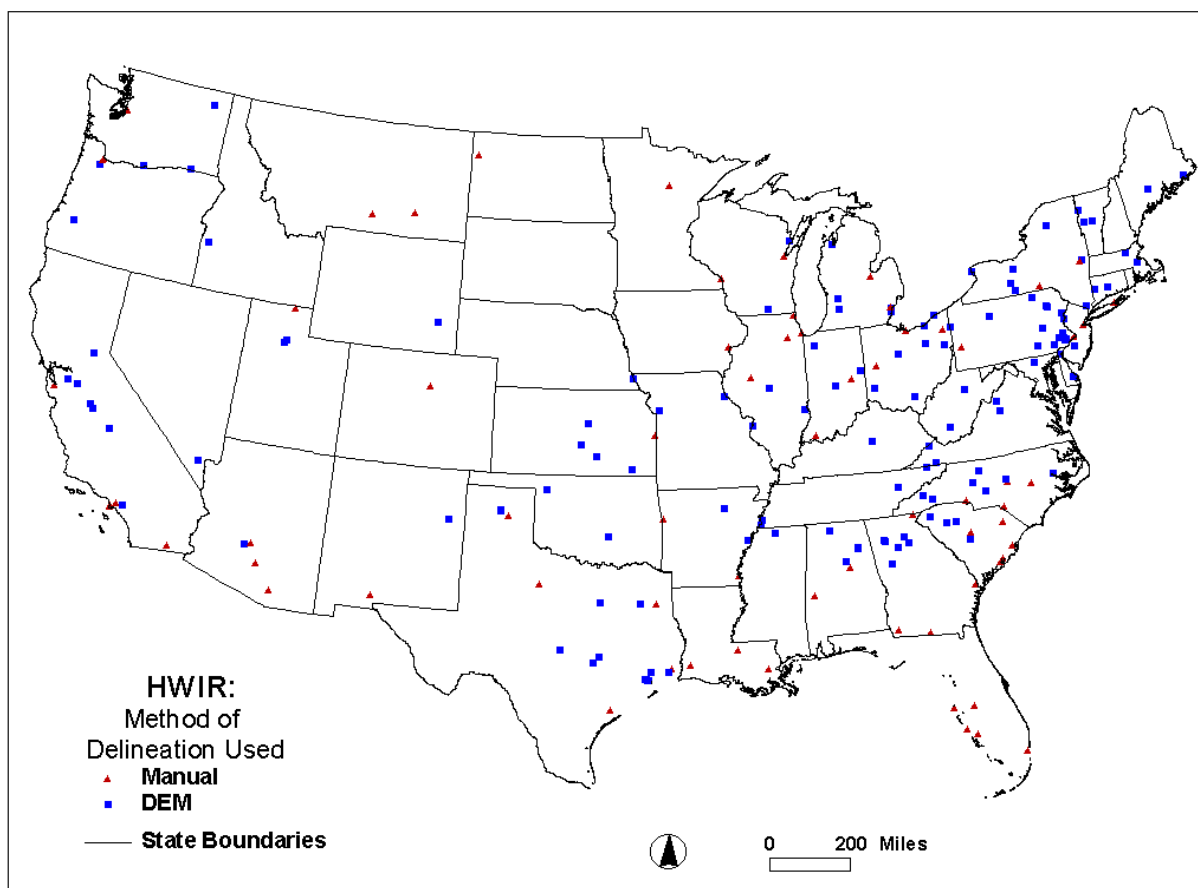 HWIR:
Method of
Delineation Used
Manual
DEM
State Boundaries
0 200 Miles